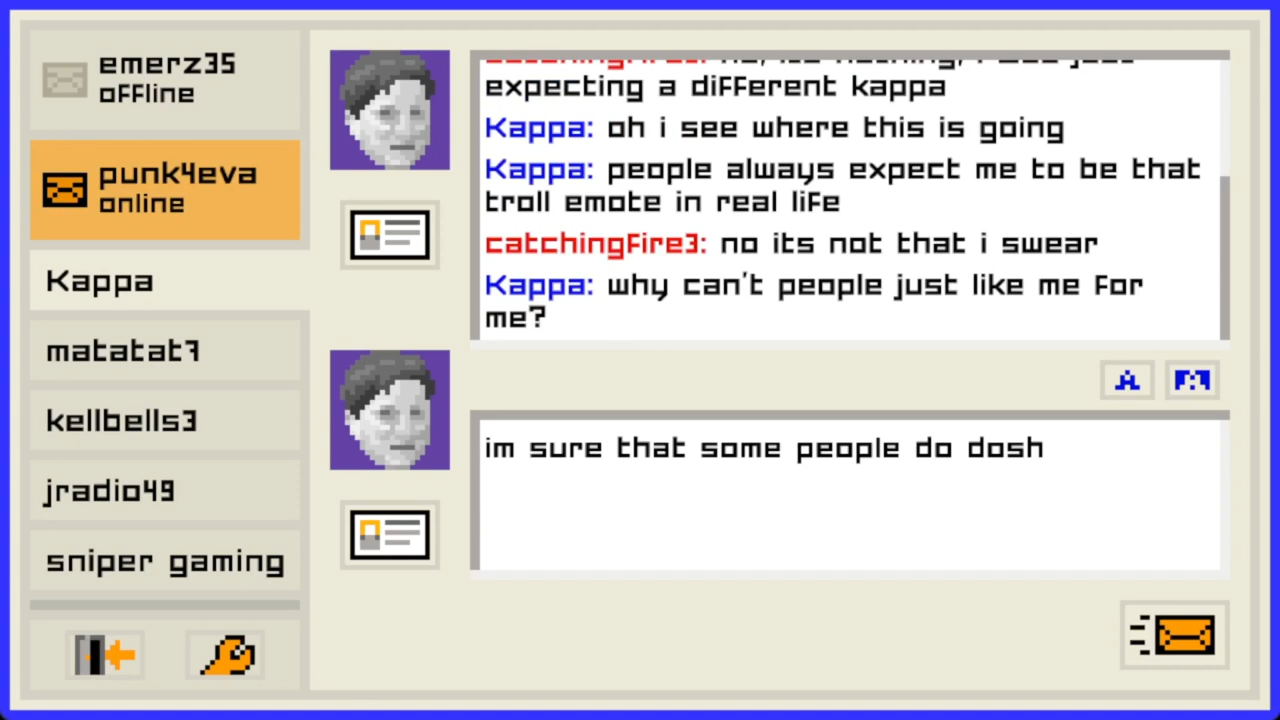 emerz35
offline
punk4eva
online
Kappa
matatat7
kellbells3
jradio49
sniper gaming
expecting a different kappa
Kappa: oh i see where this is going
Kappa: people always expect me to be that
troll emote in real life
catchingfire3: no its not that i swear
Kappa: why can't people just like me for
me?
A
A
im sure that some people do dosh